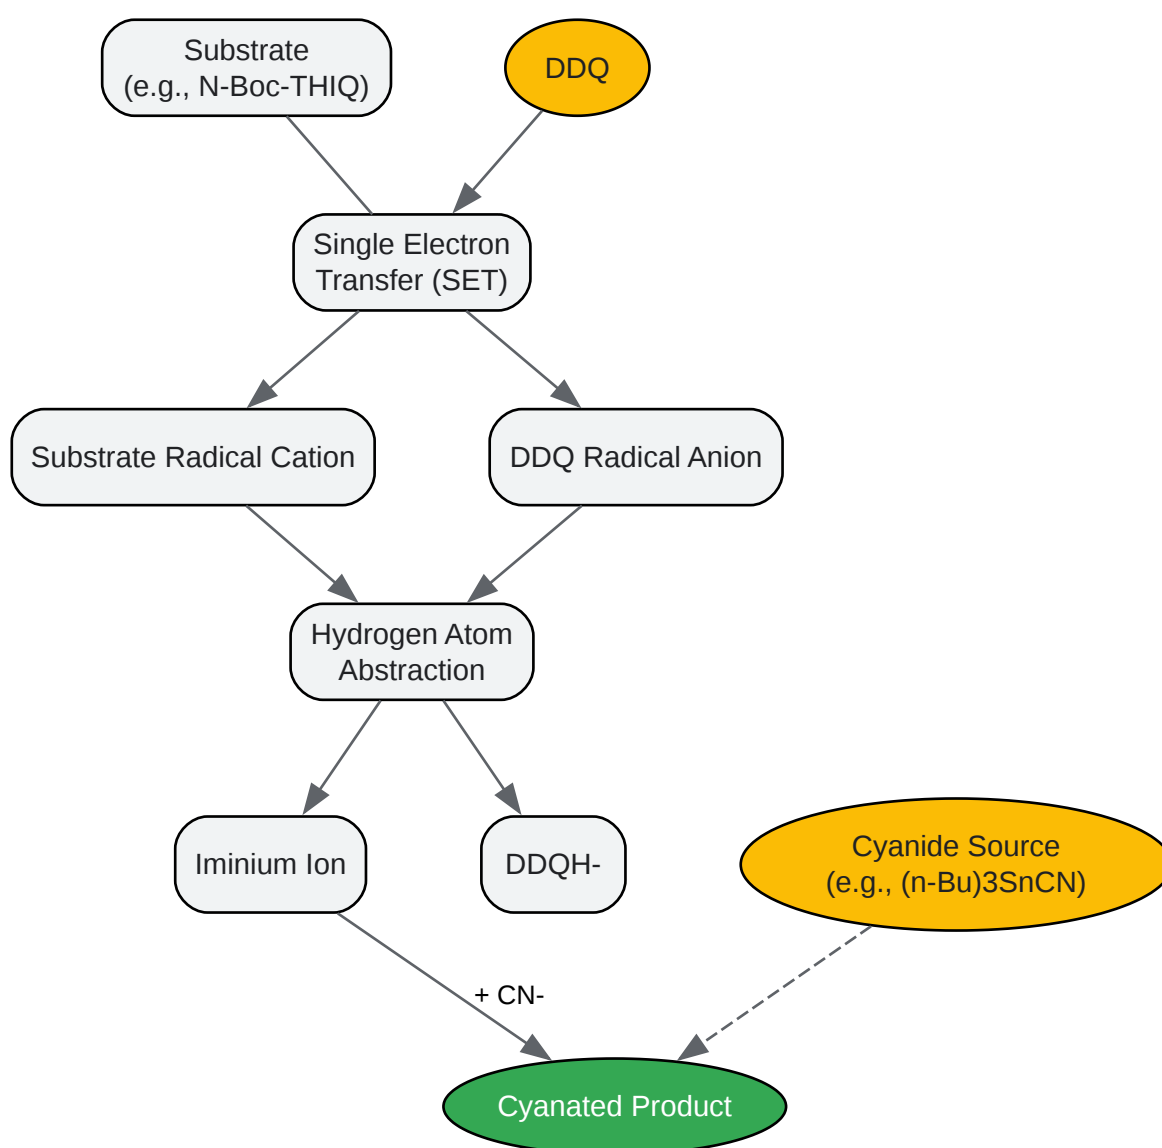 Substrate
(e.g., N-Boc-THIQ)
DDQ
Single Electron
Transfer (SET)
Substrate Radical Cation
DDQ Radical Anion
Hydrogen Atom
Abstraction
Iminium Ion
DDQH-
Cyanide Source
(e.g., (n-Bu)3SnCN)
+ CN-
Cyanated Product